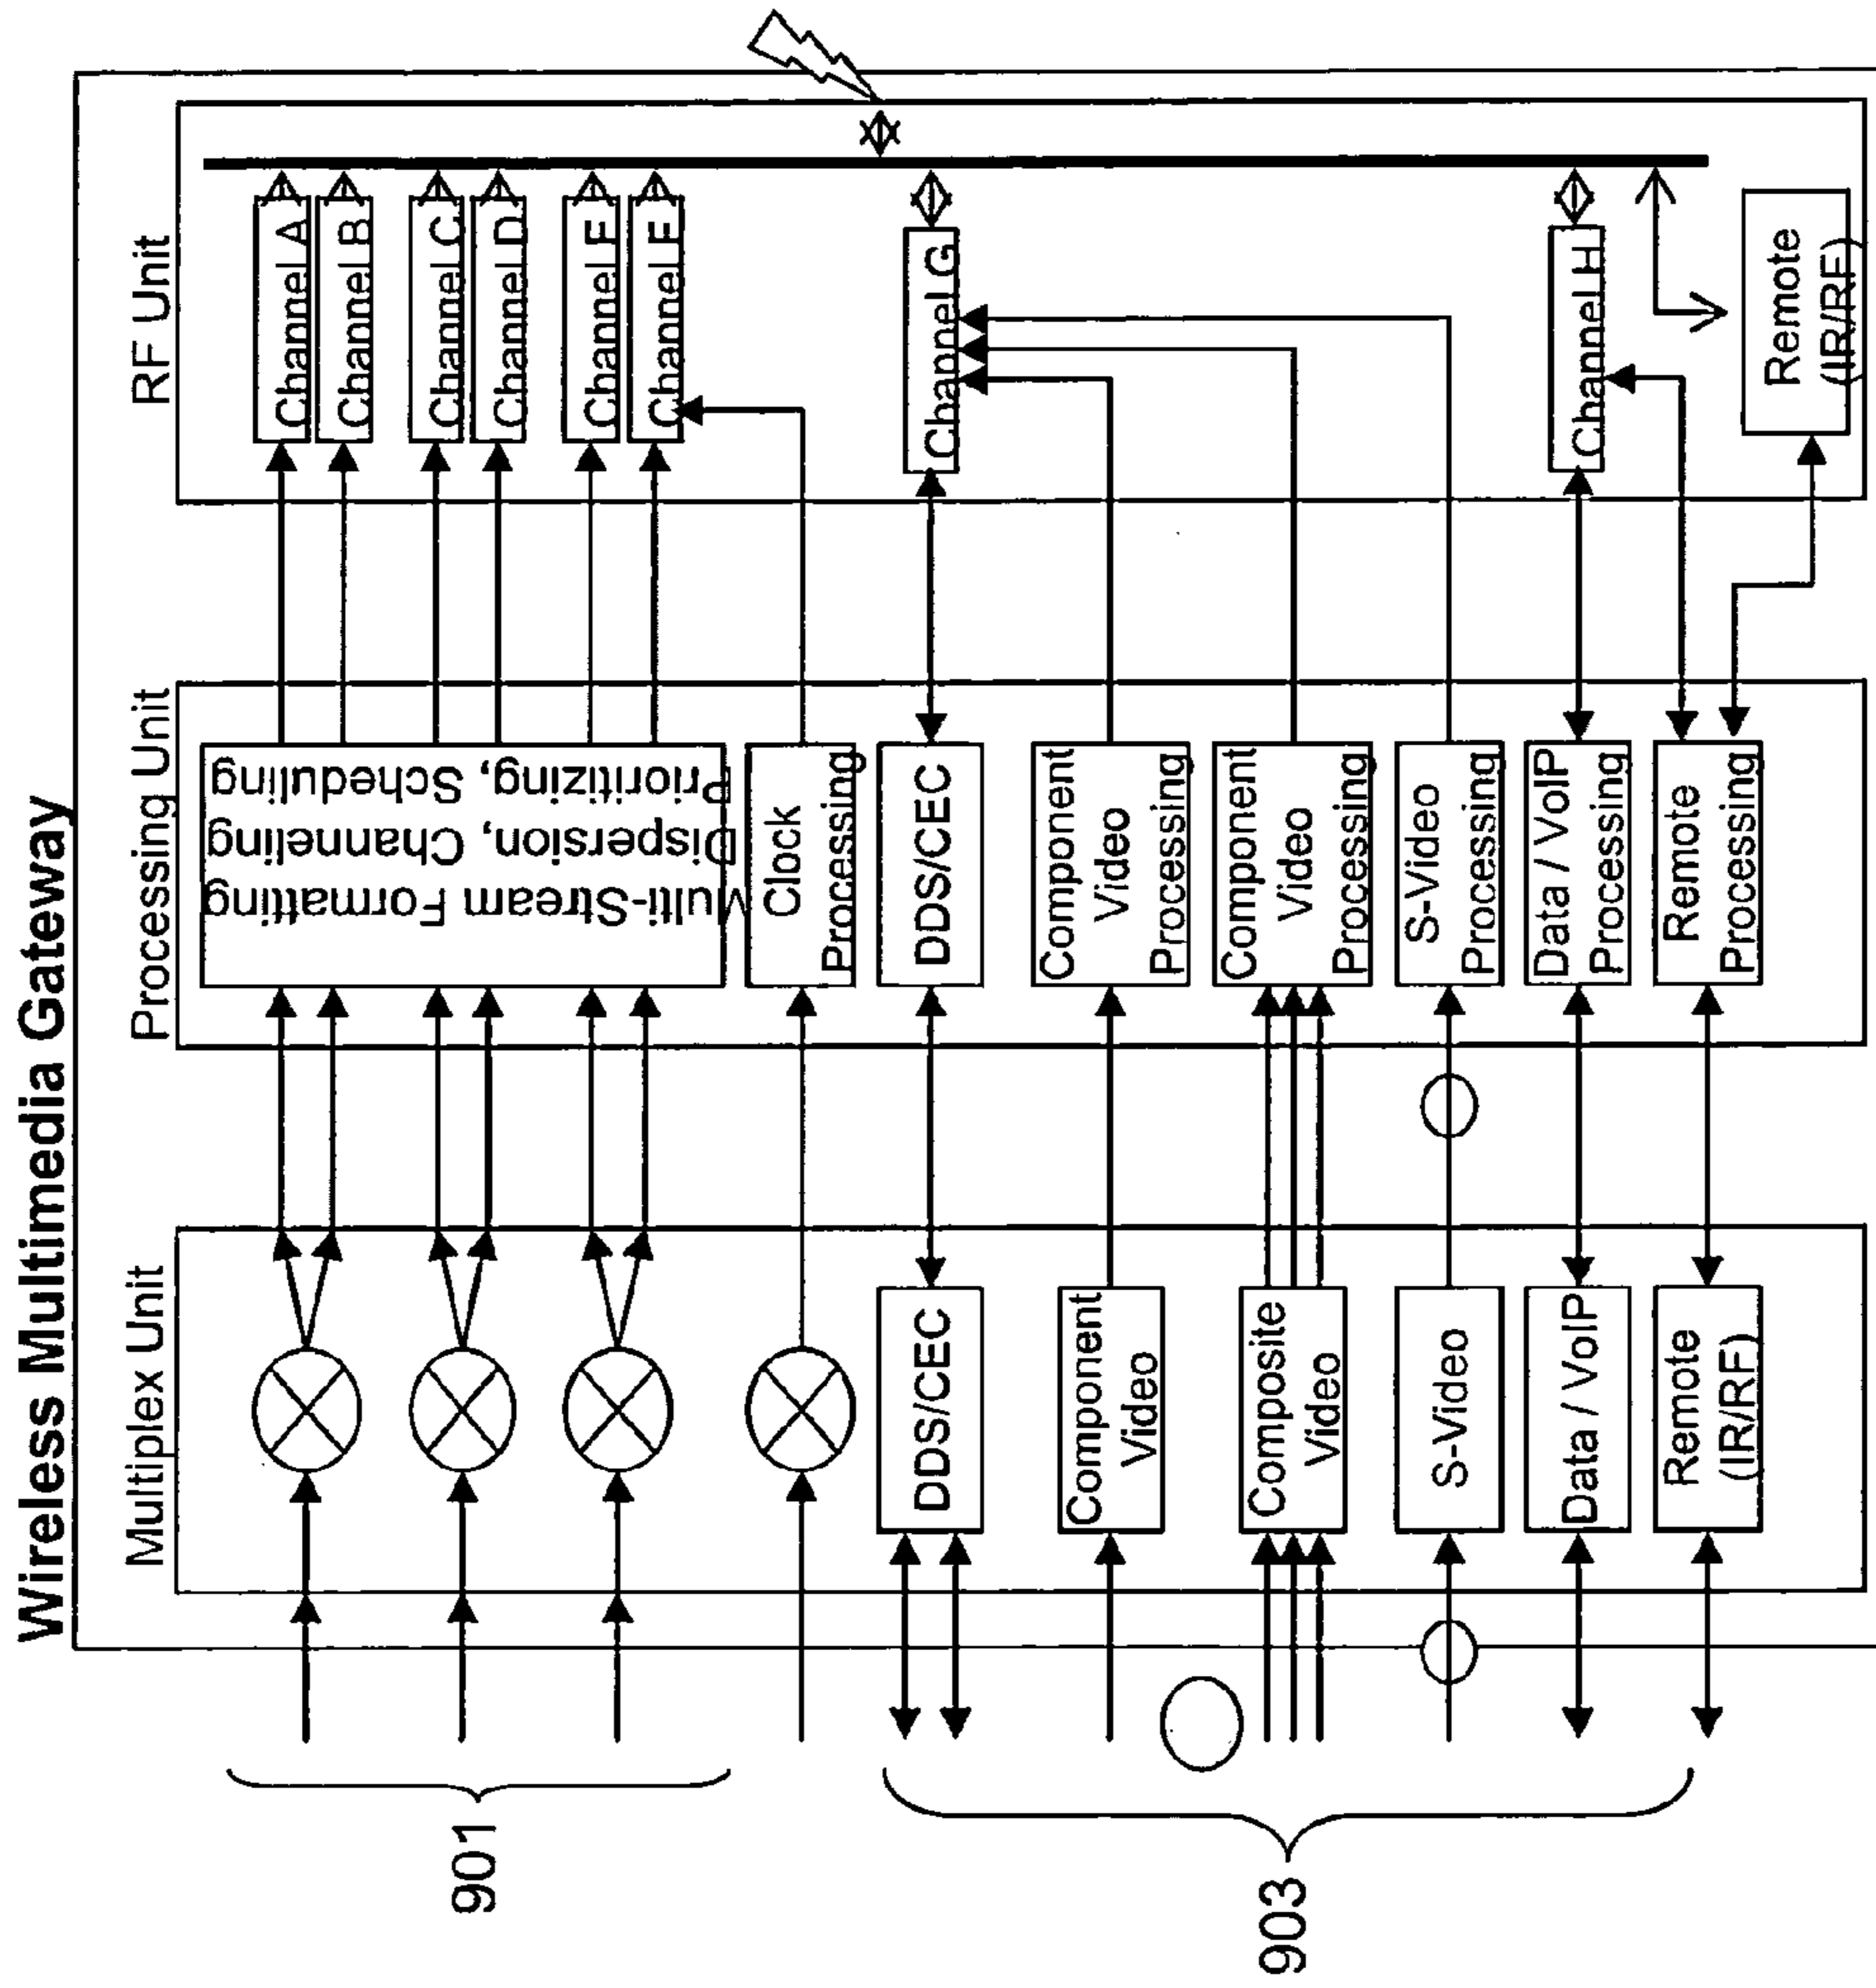 Wireless Multimedia Gateway
Multiplex Unit
Processing Unit
RF Unit
901
903
DDS/CEC
Component
Video
Composite
Video
S-Video
Data / VoIP
Remote
(IR/RF)
Multi-Stream Formatting
Dispersion, Channeling
Prioritizing, Scheduling
Clock
Processing
DDS/CEC
Component
Video
Processing
Component
Video
Processing
S-Video
Processing
Data / VoIP
Processing
Remote
Processing
Channel A
Channel B
Channel C
Channel D
Channel E
Channel F
Channel G
Channel H
Remote
(IR/RF)